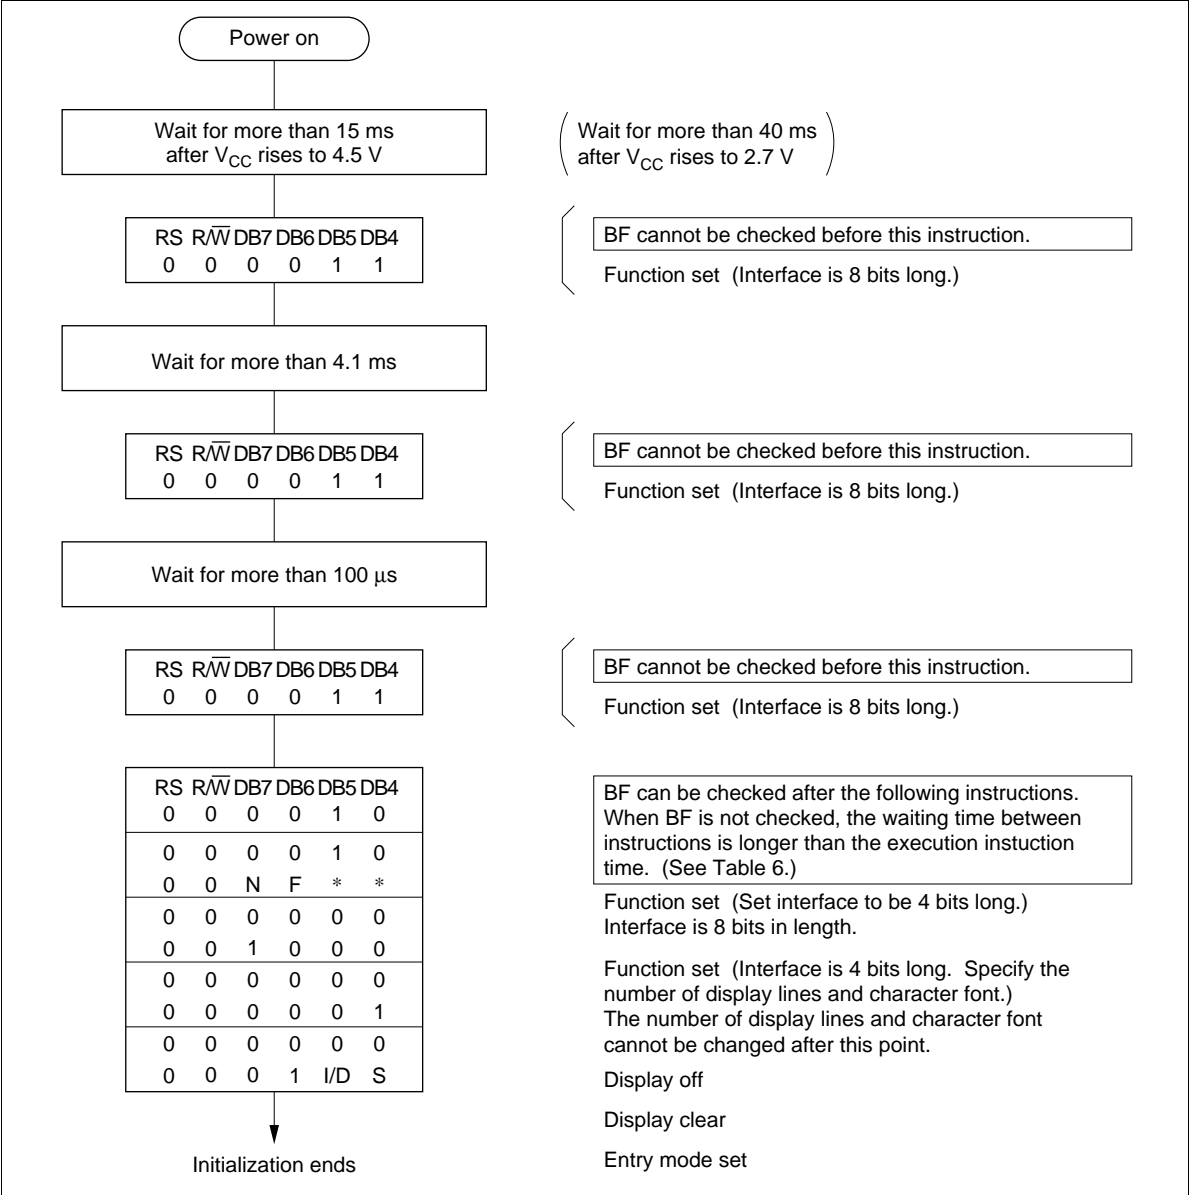 Power on
Wait for more than 15 ms
after VCC rises to 4.5 V
Wait for more than 40 ms
after VCC rises to 2.7 V
RS R/W̅ DB7 DB6 DB5 DB4
0 0 0 0 1 1
BF cannot be checked before this instruction.
Function set (Interface is 8 bits long.)
Wait for more than 4.1 ms
RS R/W̅ DB7 DB6 DB5 DB4
0 0 0 0 1 1
BF cannot be checked before this instruction.
Function set (Interface is 8 bits long.)
Wait for more than 100 µs
RS R/W̅ DB7 DB6 DB5 DB4
0 0 0 0 1 1
BF cannot be checked before this instruction.
Function set (Interface is 8 bits long.)
RS R/W̅ DB7 DB6 DB5 DB4
0 0 0 0 1 0
0 0 0 0 1 0
0 0 N F * *
0 0 0 0 0 0
0 0 1 0 0 0
0 0 0 0 0 0
0 0 0 0 0 1
0 0 0 0 0 0
0 0 0 1 I/D S
BF can be checked after the following instructions.
When BF is not checked, the waiting time between
instructions is longer than the execution instuction
time. (See Table 6.)
Function set (Set interface to be 4 bits long.)
Interface is 8 bits in length.
Function set (Interface is 4 bits long. Specify the
number of display lines and character font.)
The number of display lines and character font
cannot be changed after this point.
Display off
Display clear
Entry mode set
Initialization ends